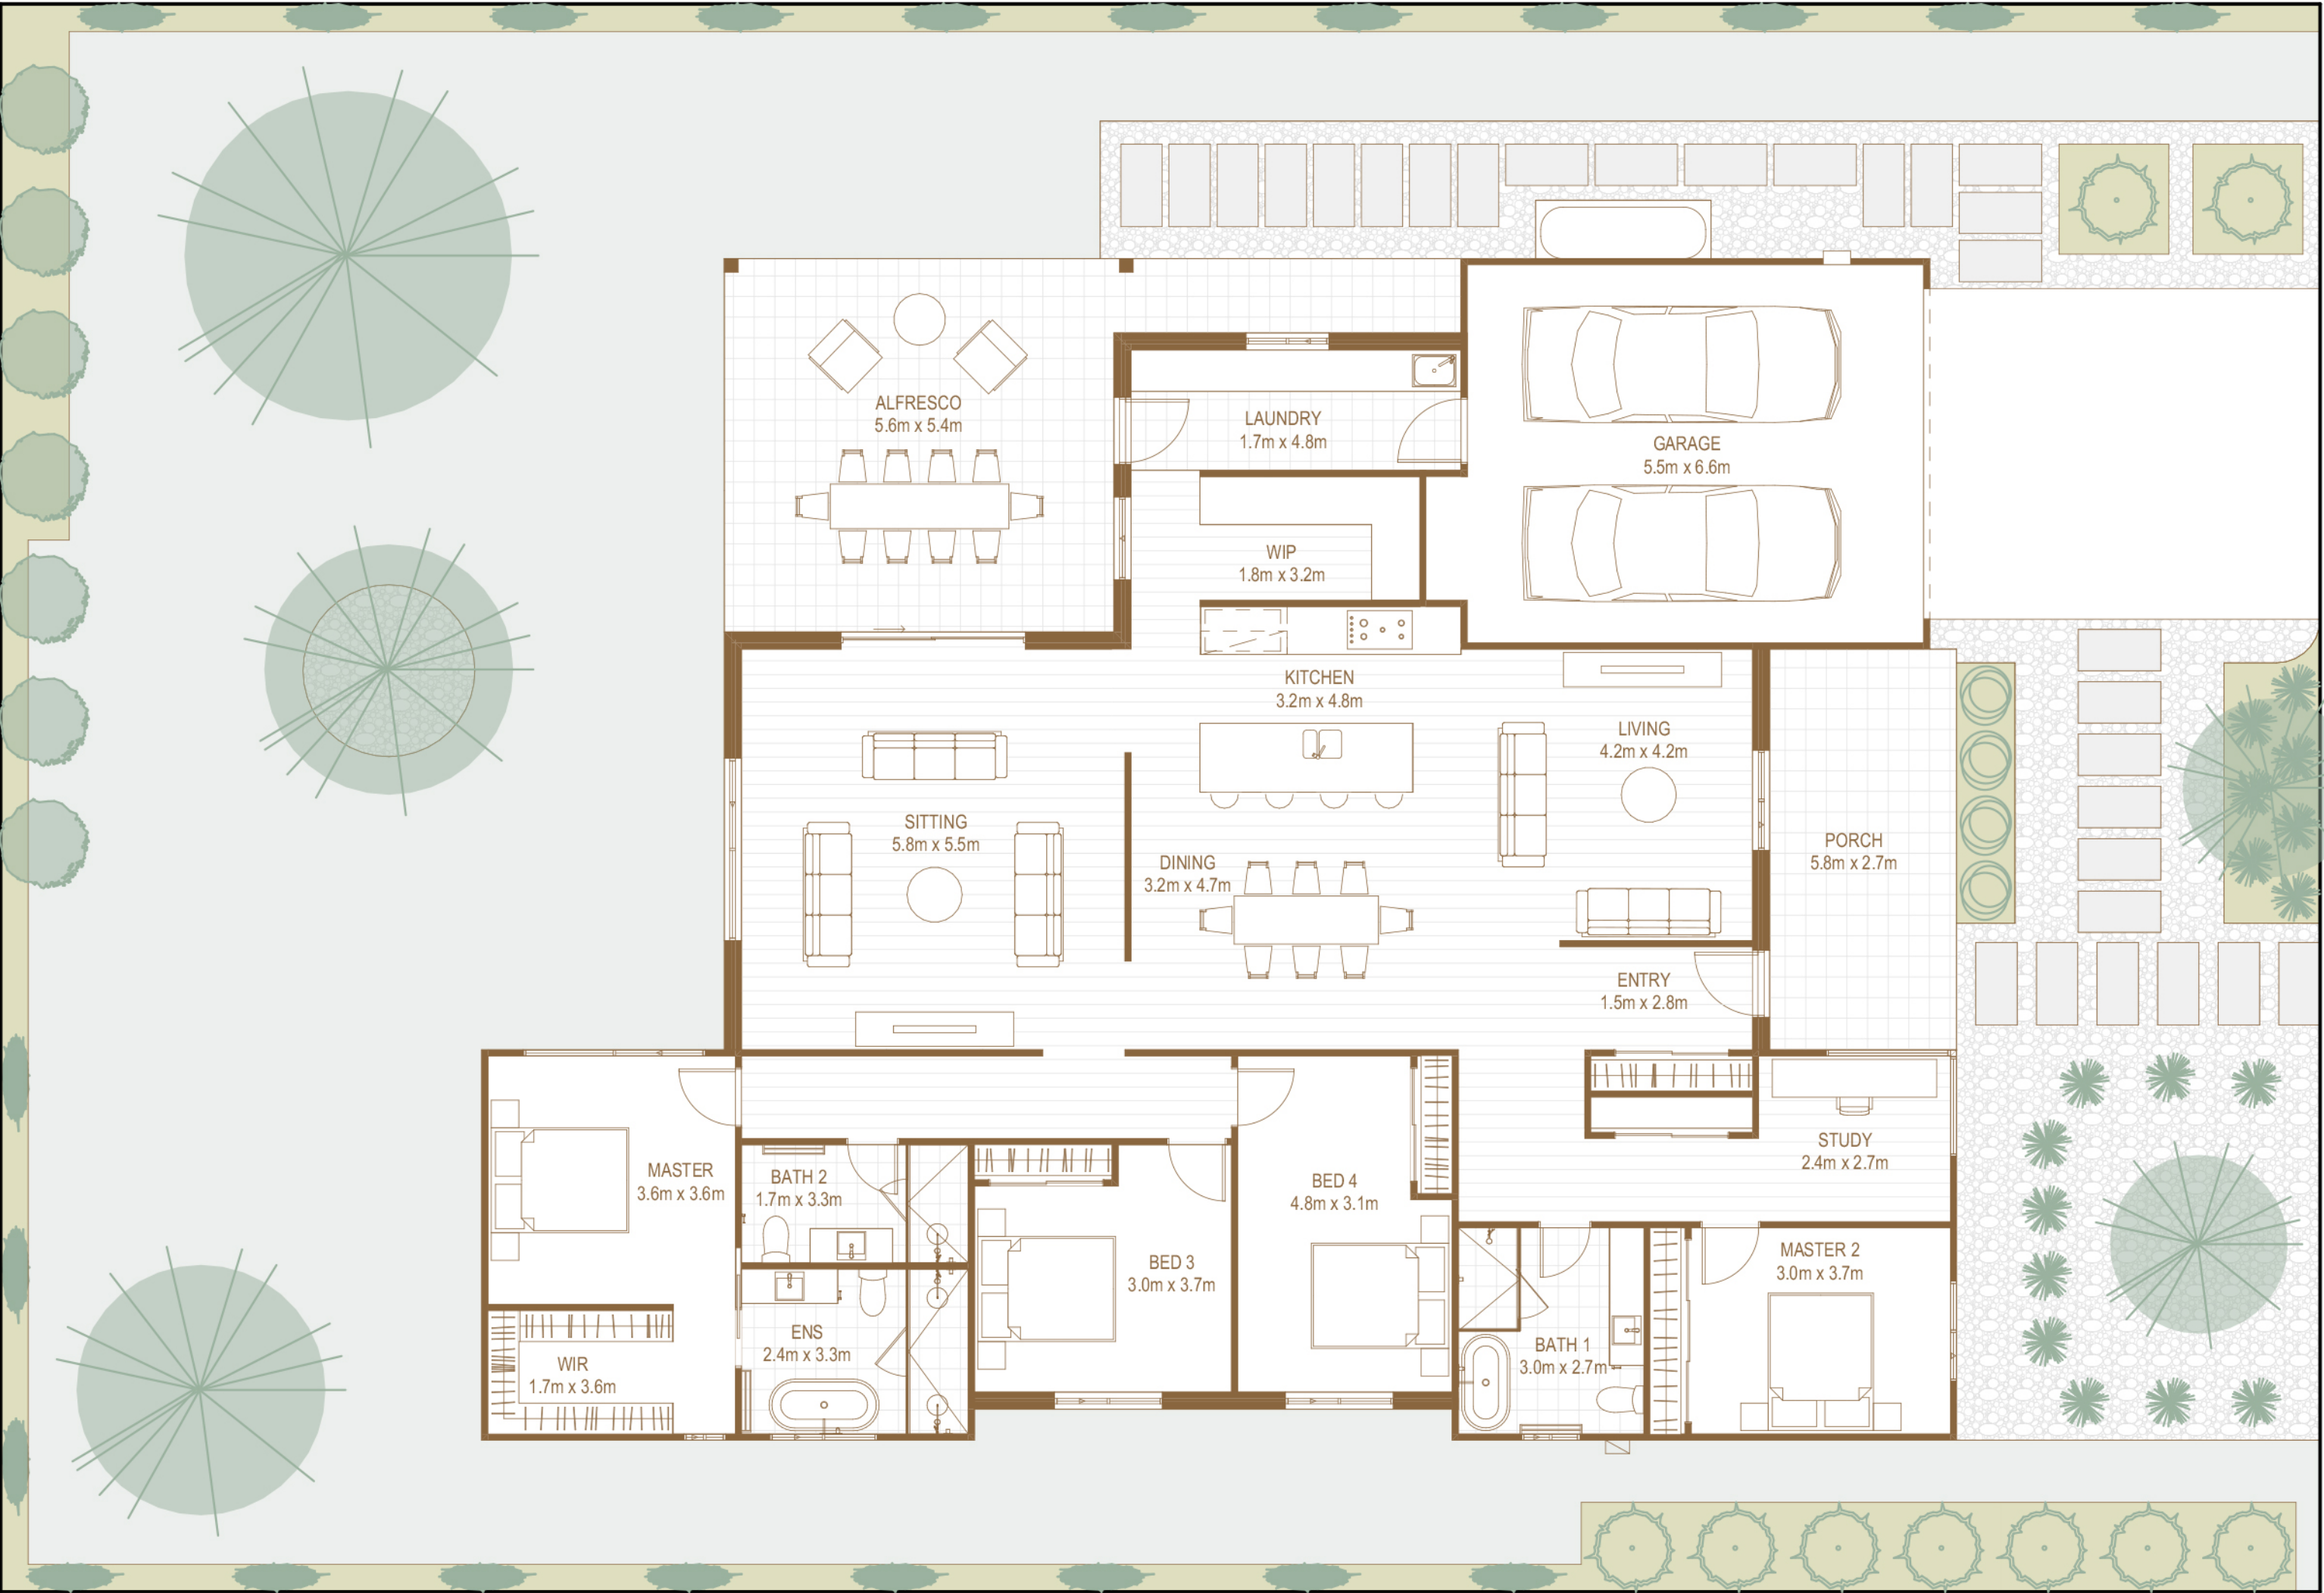 ALFRESCO
5.6m x 5.4m
LAUNDRY
1.7m x 4.8m
GARAGE
5.5m x 6.6m
WIP
1.8m x 3.2m
KITCHEN
3.2m x 4.8m
LIVING
4.2m x 4.2m
SITTING
5.8m x 5.5m
DINING
3.2m x 4.7m
PORCH
5.8m x 2.7m
ENTRY
1.5m x 2.8m
STUDY
2.4m x 2.7m
MASTER
3.6m x 3.6m
BATH 2
1.7m x 3.3m
BED 4
4.8m x 3.1m
BED 3
3.0m x 3.7m
MASTER 2
3.0m x 3.7m
ENS
2.4m x 3.3m
BATH 1
3.0m x 2.7m
WIR
1.7m x 3.6m